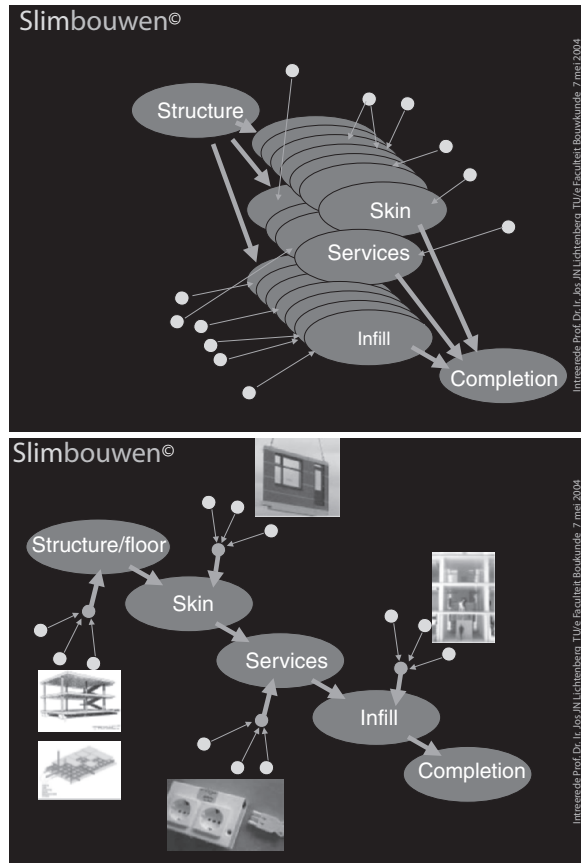 Slimbouwen©
Structure
Skin
Services
Infill
Completion
Intreerede Prof. Dr. Ir. Jos JN Lichtenberg TU/e Faculteit Bouwkunde 7 mei 2004
Slimbouwen©
Structure/floor
Skin
Services
Infill
Completion
Intreerede Prof. Dr. Ir. Jos JN Lichtenberg TU/e Faculteit Boukunde 7 mei 2004